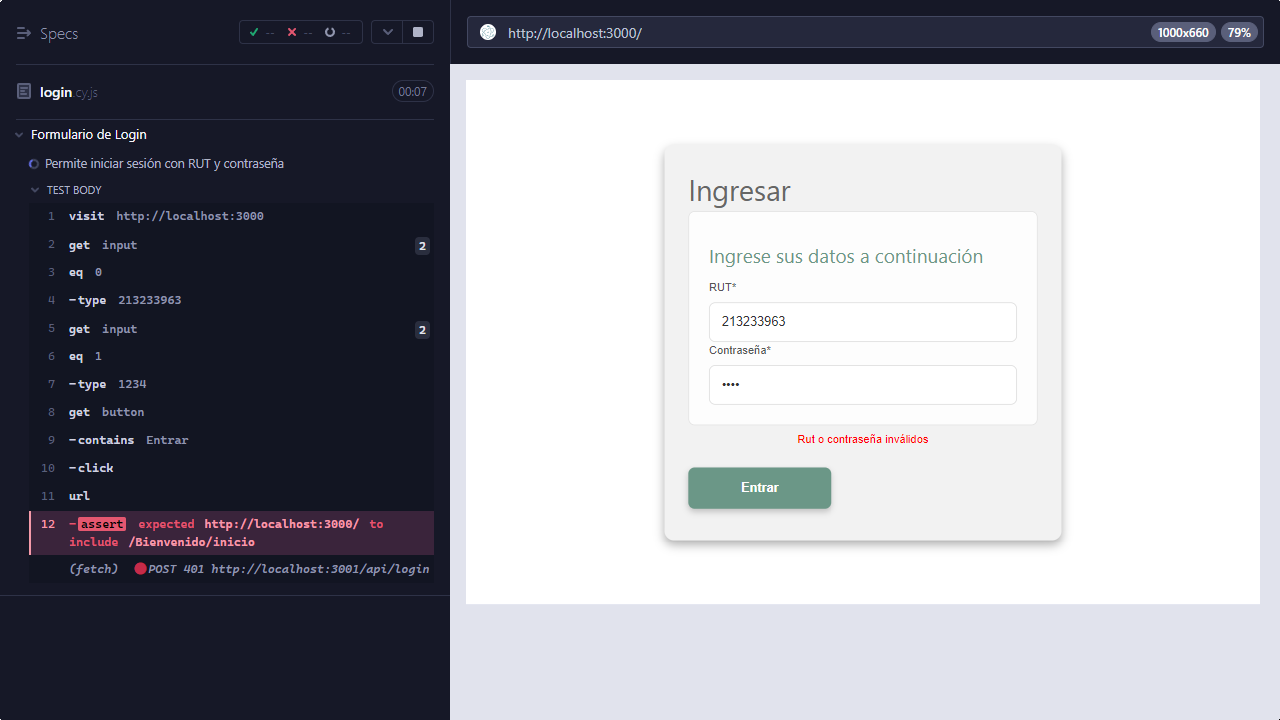 Specs
-- -- --
login.cy.js
00:07
Formulario de Login
Permite iniciar sesión con RUT y contraseña
TEST BODY
1 visit http://localhost:3000
2 get input 2
3 eq 0
4 -type 213233963
5 get input 2
6 eq 1
7 -type 1234
8 get button
9 -contains Entrar
10 -click
11 url
12 -assert expected http://localhost:3000/ to
include /Bienvenido/inicio
(fetch) POST 401 http://localhost:3001/api/login
http://localhost:3000/
1000x660
79%
Ingresar
Ingrese sus datos a continuación
RUT*
213233963
Contraseña*
••••
Rut o contraseña inválidos
Entrar